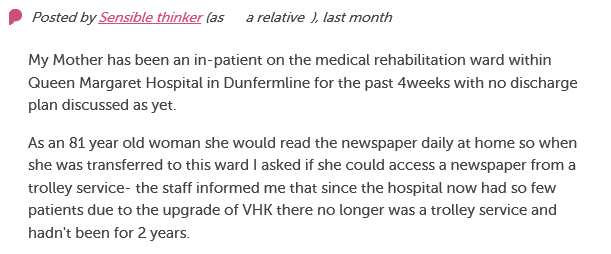 Posted by Sensible thinker (as a relative ), last month
My Mother has been an in-patient on the medical rehabilitation ward within
Queen Margaret Hospital in Dunfermline for the past 4weeks with no discharge
plan discussed as yet.
As an 81 year old woman she would read the newspaper daily at home so when
she was transferred to this ward I asked if she could access a newspaper from a
trolley service- the staff informed me that since the hospital now had so few
patients due to the upgrade of VHK there no longer was a trolley service and
hadn't been for 2 years.